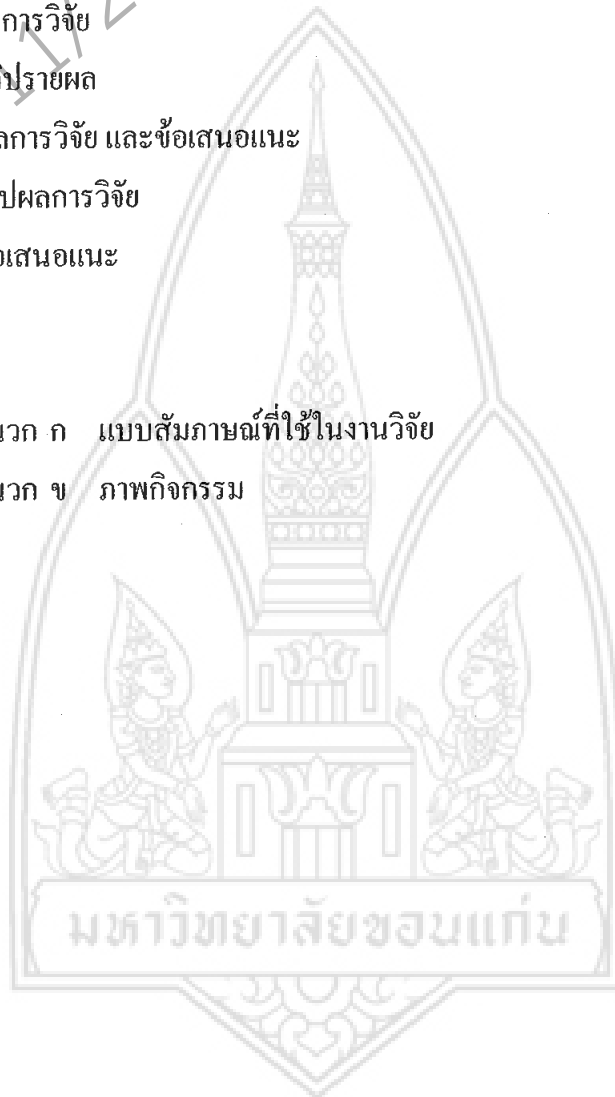 การวิจัย
ปรายผล
ลการวิจัย และข้อเสนอแนะ
ปผลการวิจัย
อเสนอแนะ
นวก ก แบบสัมภาษณ์ที่ใช้ในงานวิจัย
นวก ข ภาพกิจกรรม
มหาวิทยาลัยขอนแก่น